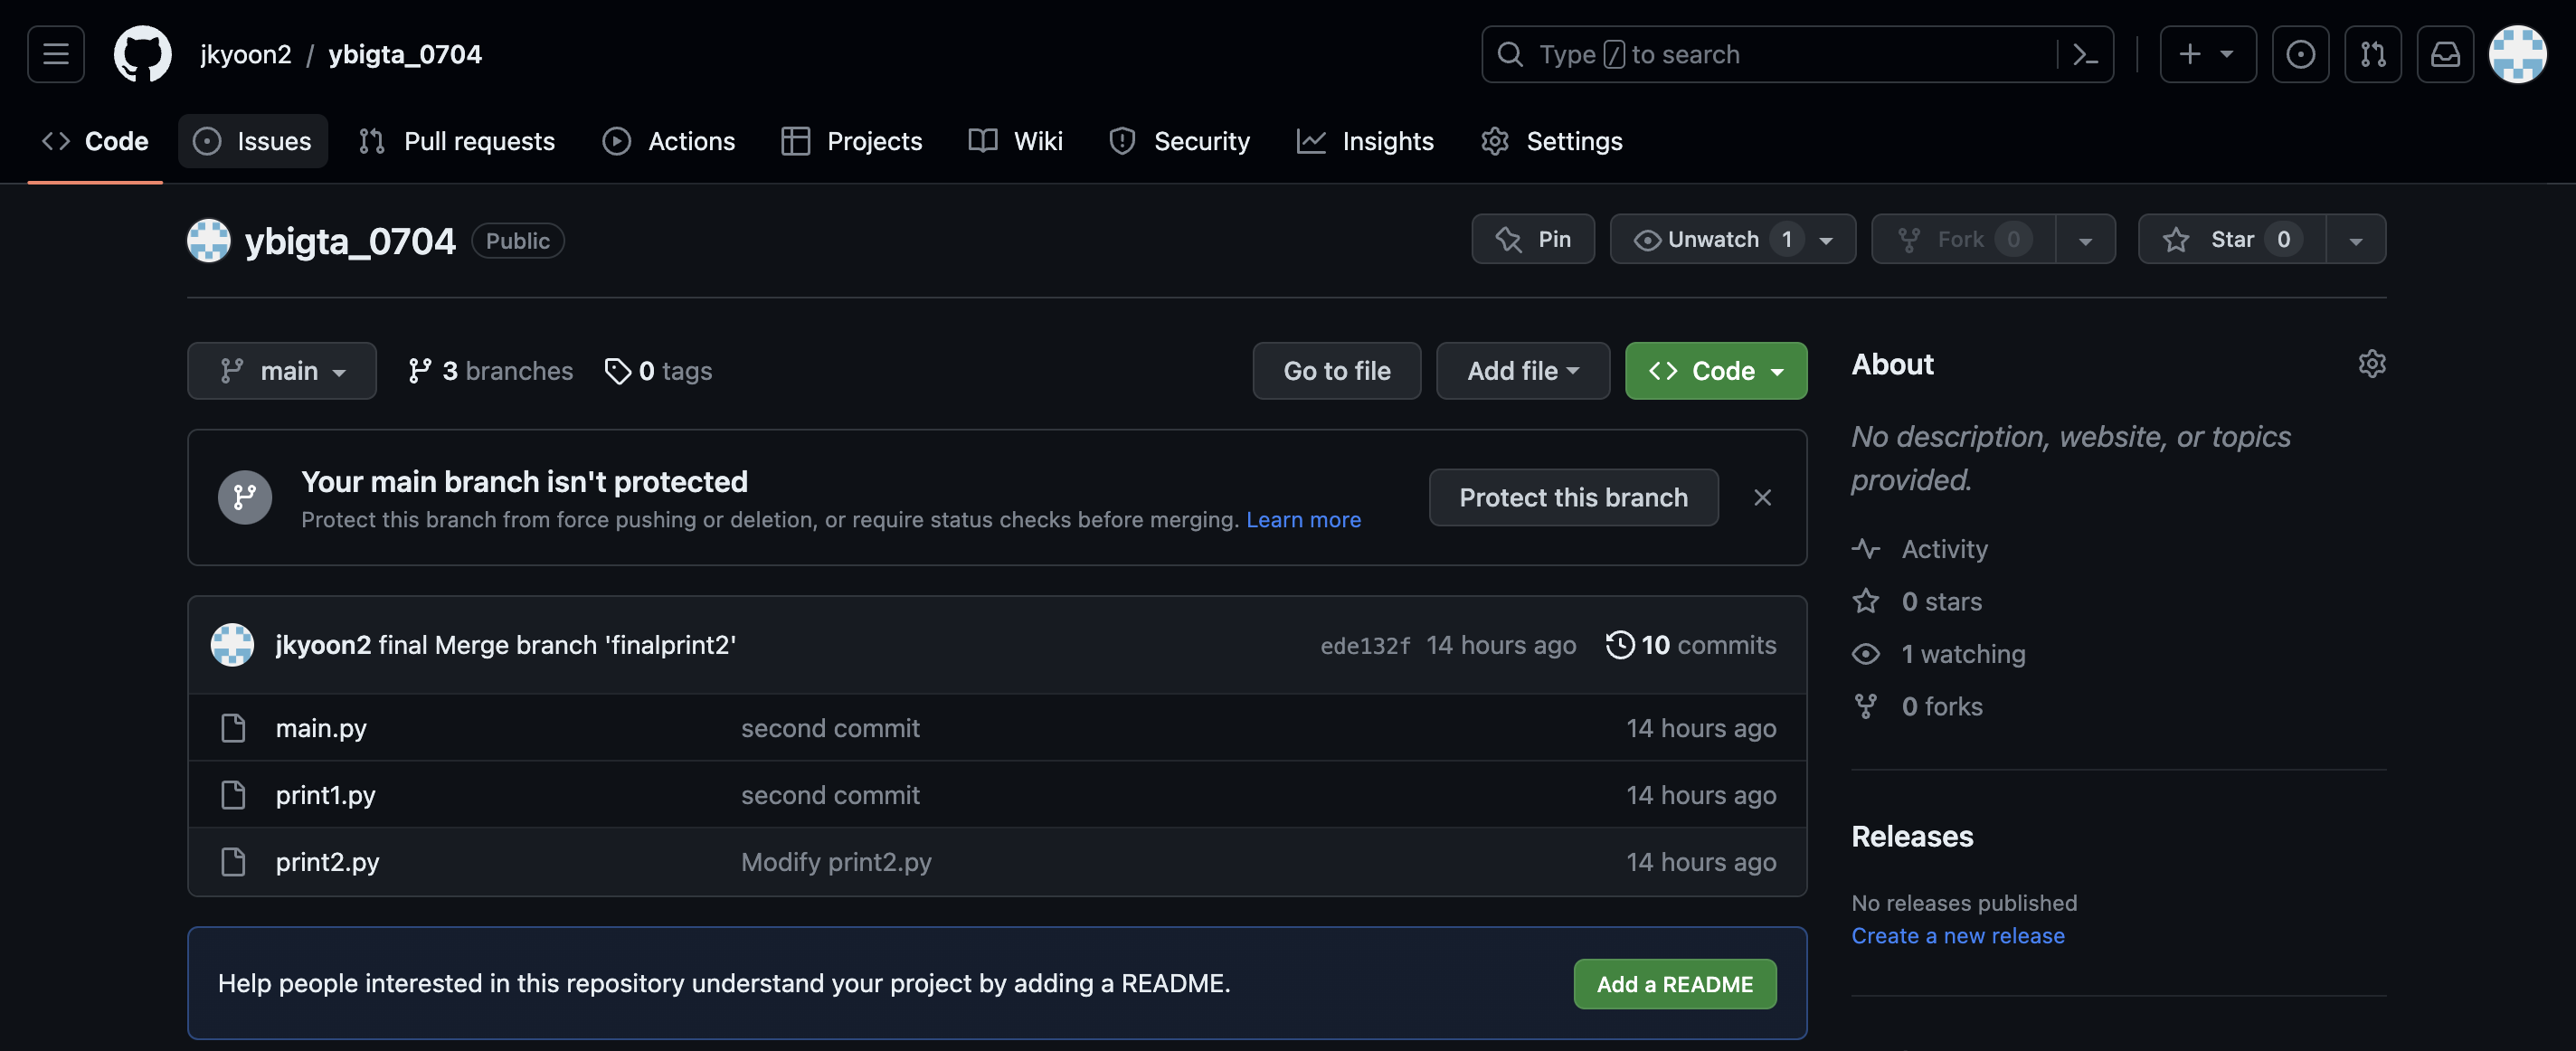 jkyoon2 / ybigta_0704
Type / to search
Code Issues Pull requests Actions Projects Wiki Security Insights Settings
ybigta_0704 Public
Pin Unwatch 1 Fork 0 Star 0
main 3 branches 0 tags
Go to file Add file Code
Your main branch isn't protected
Protect this branch from force pushing or deletion, or require status checks before merging. Learn more
Protect this branch
jkyoon2 final Merge branch 'finalprint2' ede132f 14 hours ago 10 commits
main.py second commit 14 hours ago
print1.py second commit 14 hours ago
print2.py Modify print2.py 14 hours ago
Help people interested in this repository understand your project by adding a README.
Add a README
About
No description, website, or topics
provided.
Activity
0 stars
1 watching
0 forks
Releases
No releases published
Create a new release